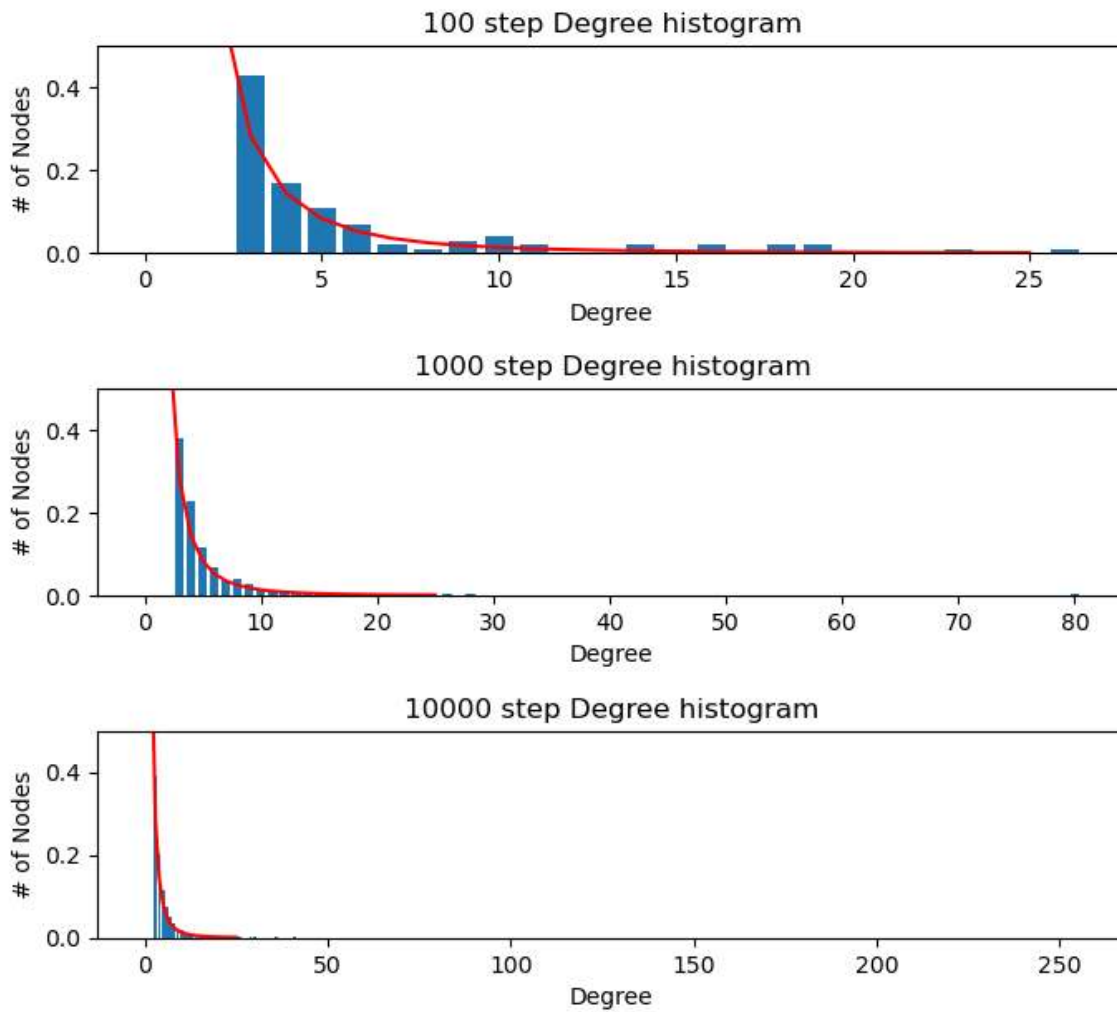 100 step Degree histogram
# of Nodes
0.4
0.2
0.0
0 5 10 15 20 25
Degree
1000 step Degree histogram
# of Nodes
0.4
0.2
0.0
0 10 20 30 40 50 60 70 80
Degree
10000 step Degree histogram
# of Nodes
0.4
0.2
0.0
0 50 100 150 200 250
Degree